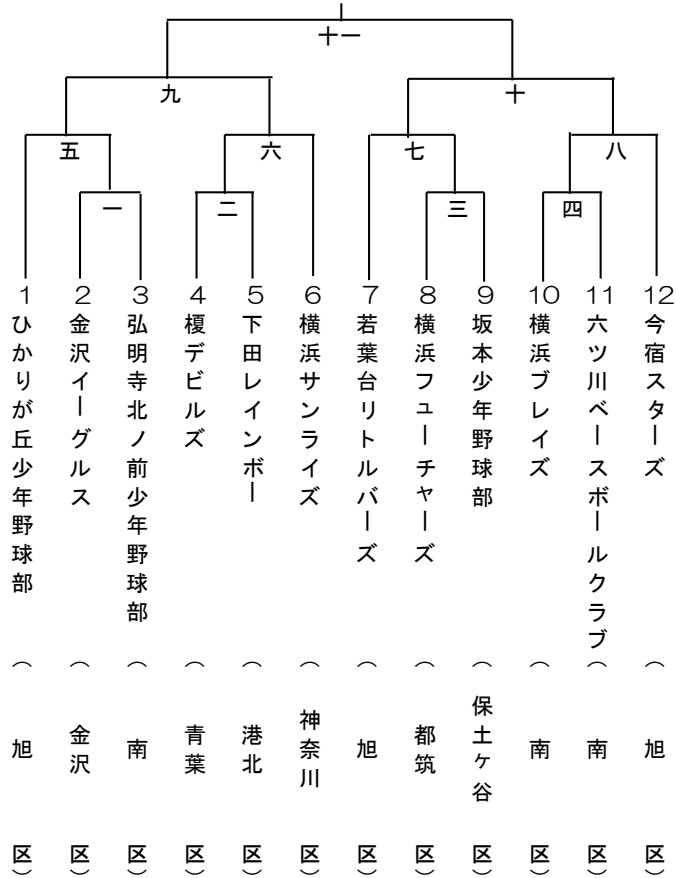 十一
九
十
五
六
七
八
一
二
三
四
1 ひかりが丘少年野球部（旭区）
2 金沢イーグルス（金沢区）
3 弘明寺北ノ前少年野球部（南区）
4 榎デビルズ（青葉区）
5 下田レインボー（港北区）
6 横浜サンライズ（神奈川区）
7 若葉台リトルバーズ（旭区）
8 横浜フューチャーズ（都筑区）
9 坂本少年野球部（保土ヶ谷区）
10 横浜ブレイズ（南区）
11 六ツ川ベースボールクラブ（南区）
12 今宿スターズ（旭区）